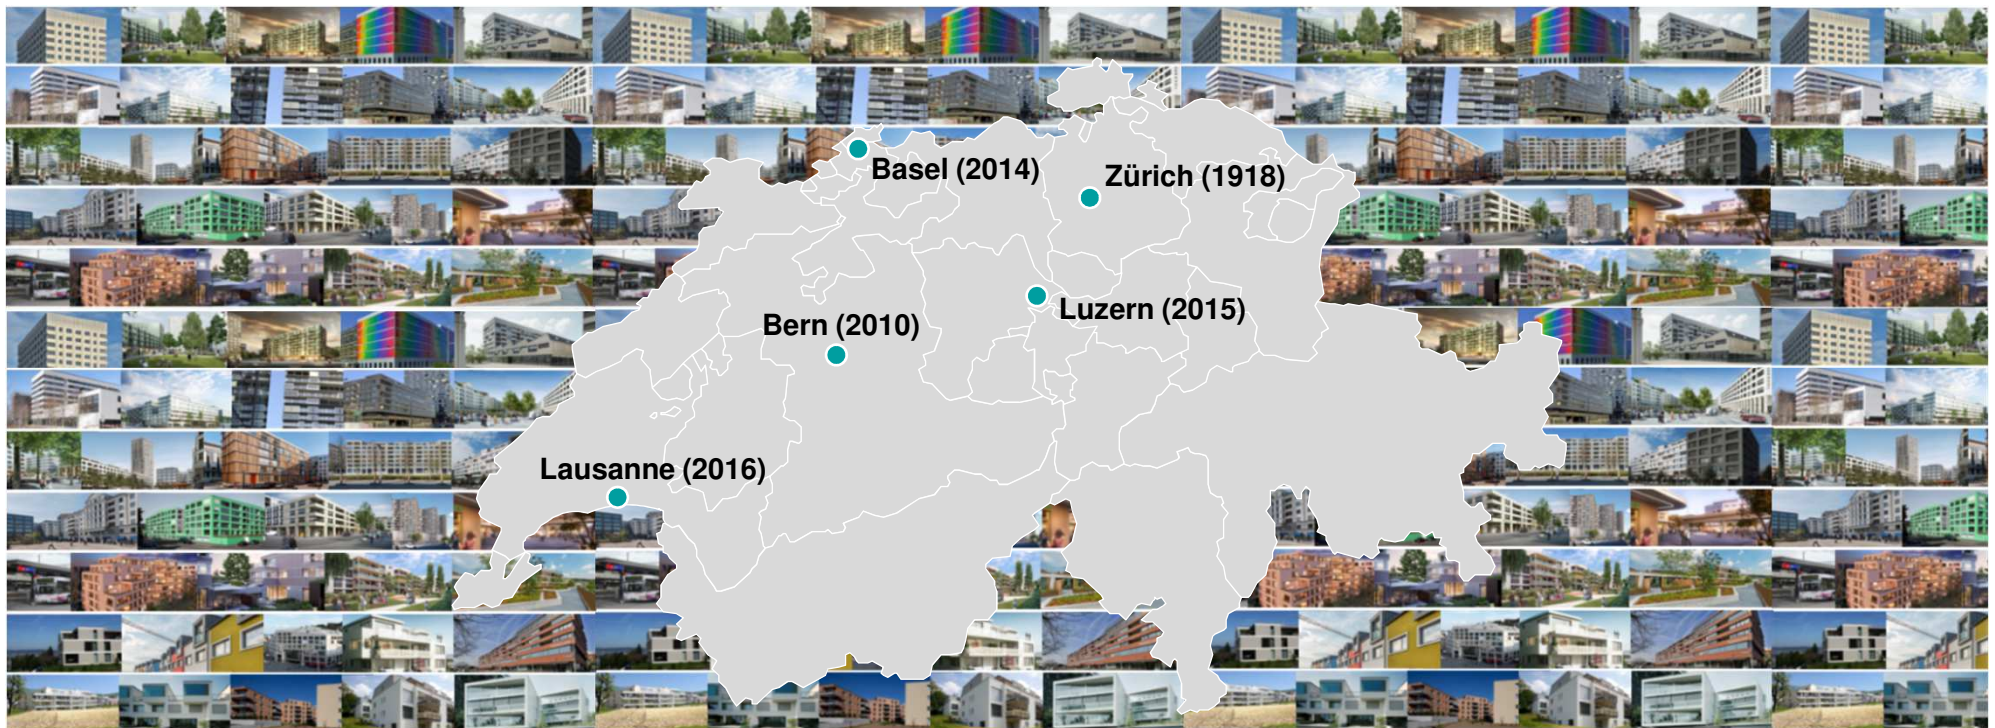 Basel (2014)
Zürich (1918)
Luzern (2015)
Bern (2010)
Lausanne (2016)